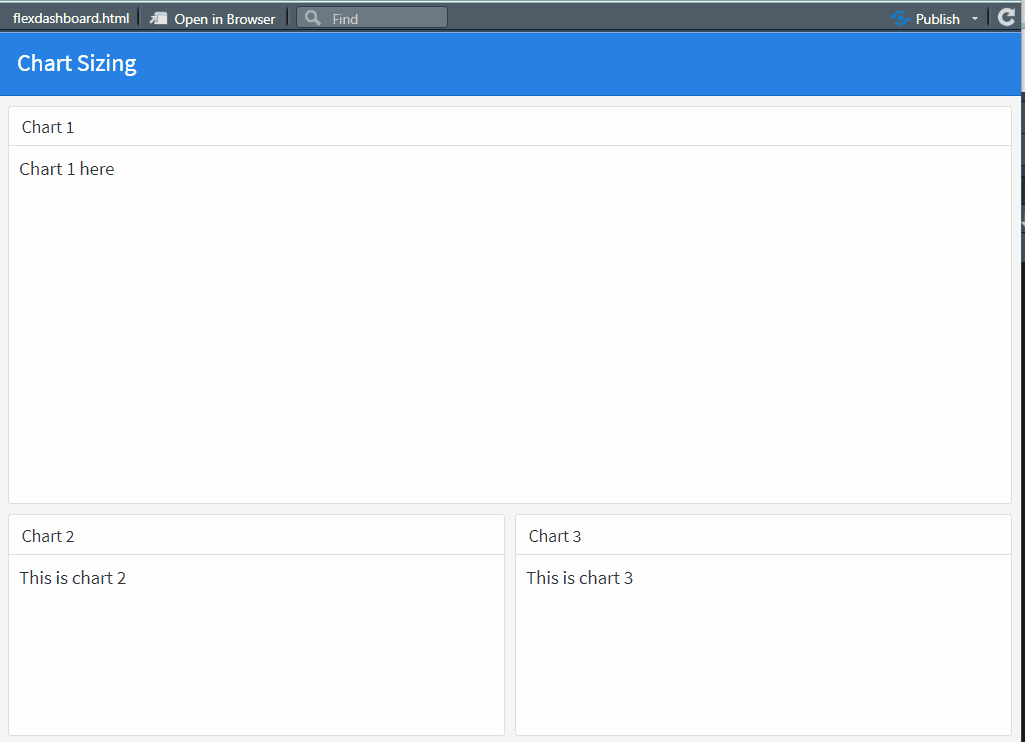 flexdashboard.html Open in Browser Find Publish
Chart Sizing
Chart 1
Chart 1 here
Chart 2 Chart 3
This is chart 2 This is chart 3